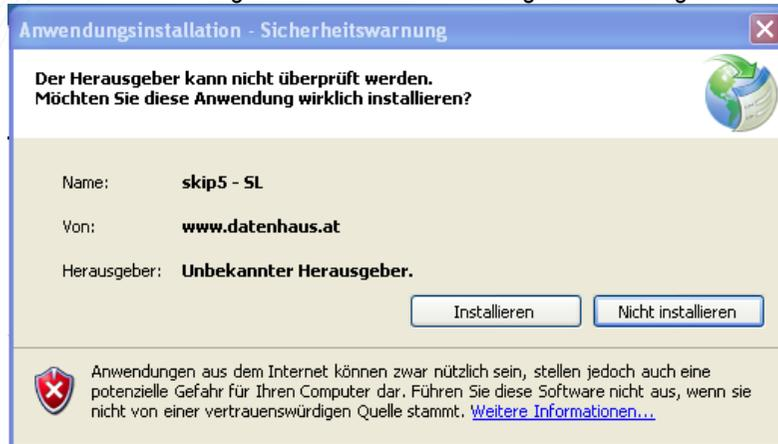 Anwendungsinstallation - Sicherheitswarnung
Der Herausgeber kann nicht überprüft werden.
Möchten Sie diese Anwendung wirklich installieren?
Name: skip5 - SL
Von: www.datenhaus.at
Herausgeber: Unbekannter Herausgeber.
Installieren Nicht installieren
Anwendungen aus dem Internet können zwar nützlich sein, stellen jedoch auch eine
potenzielle Gefahr für Ihren Computer dar. Führen Sie diese Software nicht aus, wenn sie
nicht von einer vertrauenswürdigen Quelle stammt. Weitere Informationen...